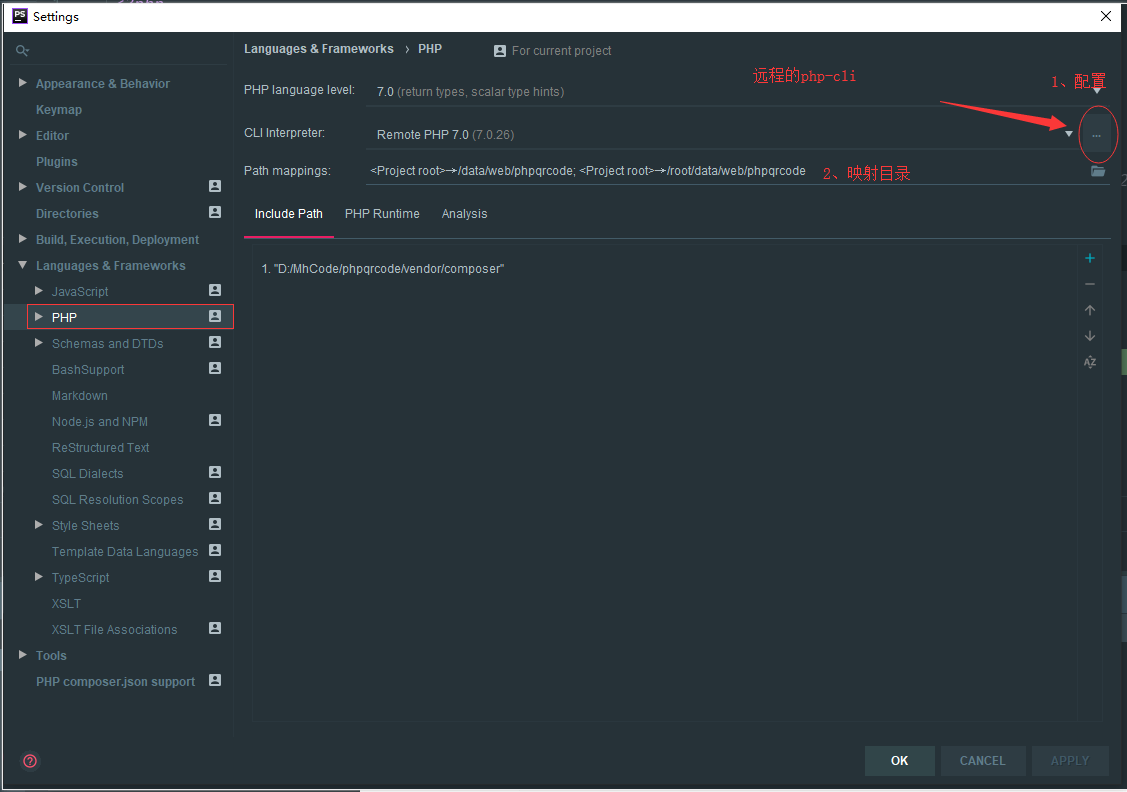 </php
PS Settings
Languages & Frameworks › PHP For current project
Appearance & Behavior
Keymap
Editor
Plugins
Version Control
Directories
Build, Execution, Deployment
Languages & Frameworks
JavaScript
PHP
Schemas and DTDs
BashSupport
Markdown
Node.js and NPM
ReStructured Text
SQL Dialects
SQL Resolution Scopes
Style Sheets
Template Data Languages
TypeScript
XSLT
XSLT File Associations
Tools
PHP composer.json support
远程的php-cli
1、配置
PHP language level: 7.0 (return types, scalar type hints)
CLI Interpreter: Remote PHP 7.0 (7.0.26) ...
Path mappings: <Project root>→/data/web/phpqrcode; <Project root>→/root/data/web/phpqrcode 2、映射目录
Include Path PHP Runtime Analysis
1. "D:/MhCode/phpqrcode/vendor/composer"
AZ
OK CANCEL APPLY